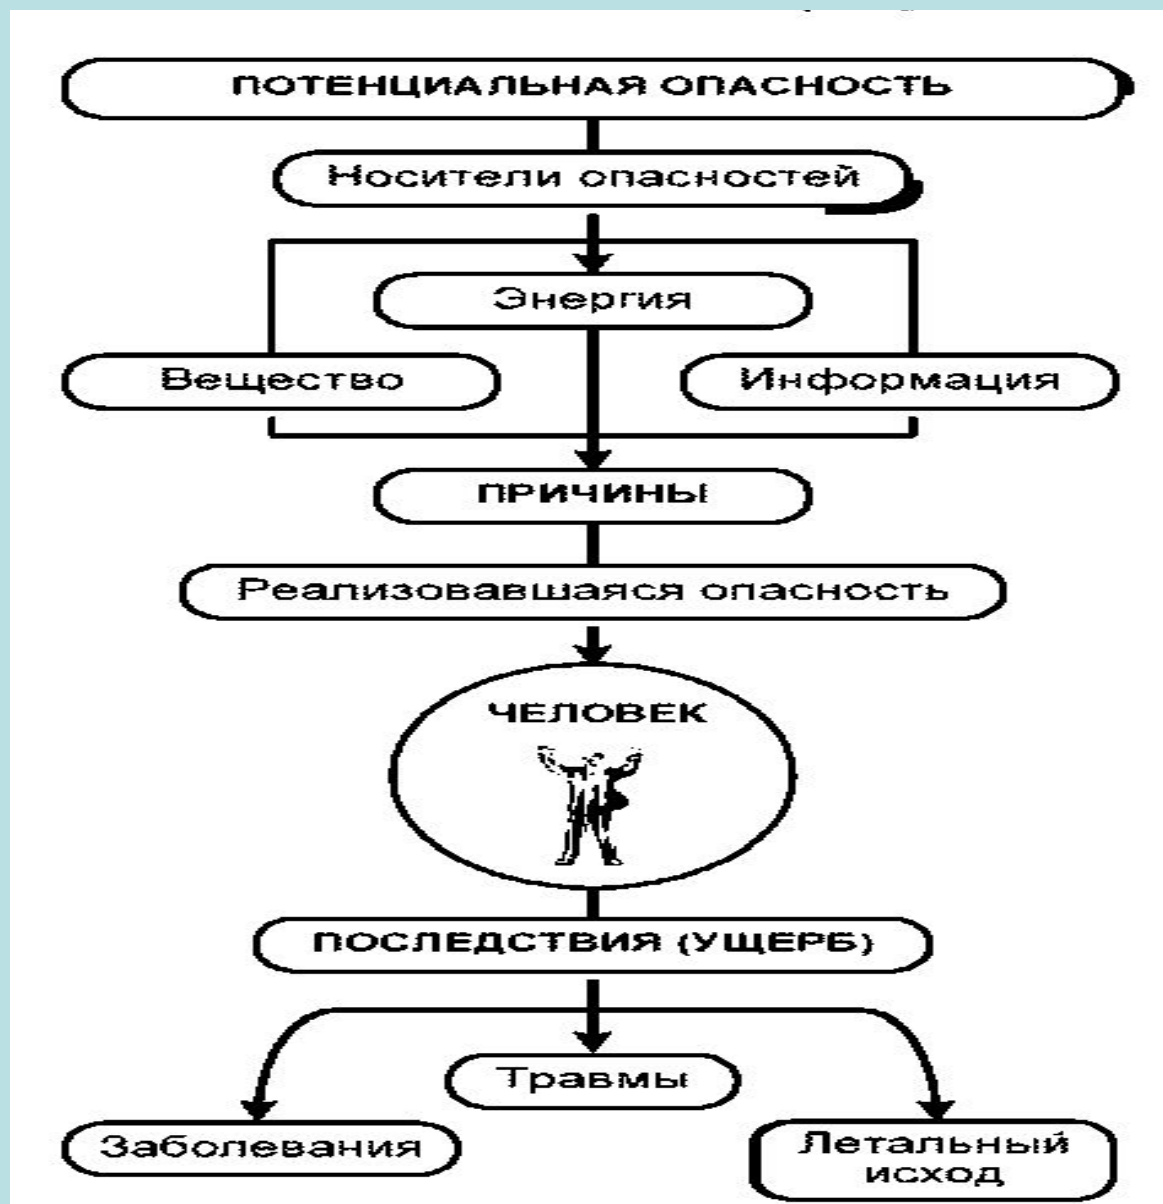 ПОТЕНЦИАЛЬНАЯ ОПАСНОСТЬ
Носители опасностей
Энергия
Вещество
Информация
ПРИЧИНЫ
Реализовавшаяся опасность
ЧЕЛОВЕК
ПОСЛЕДСТВИЯ (УЩЕРБ)
Травмы
Заболевания
Летальный
исход